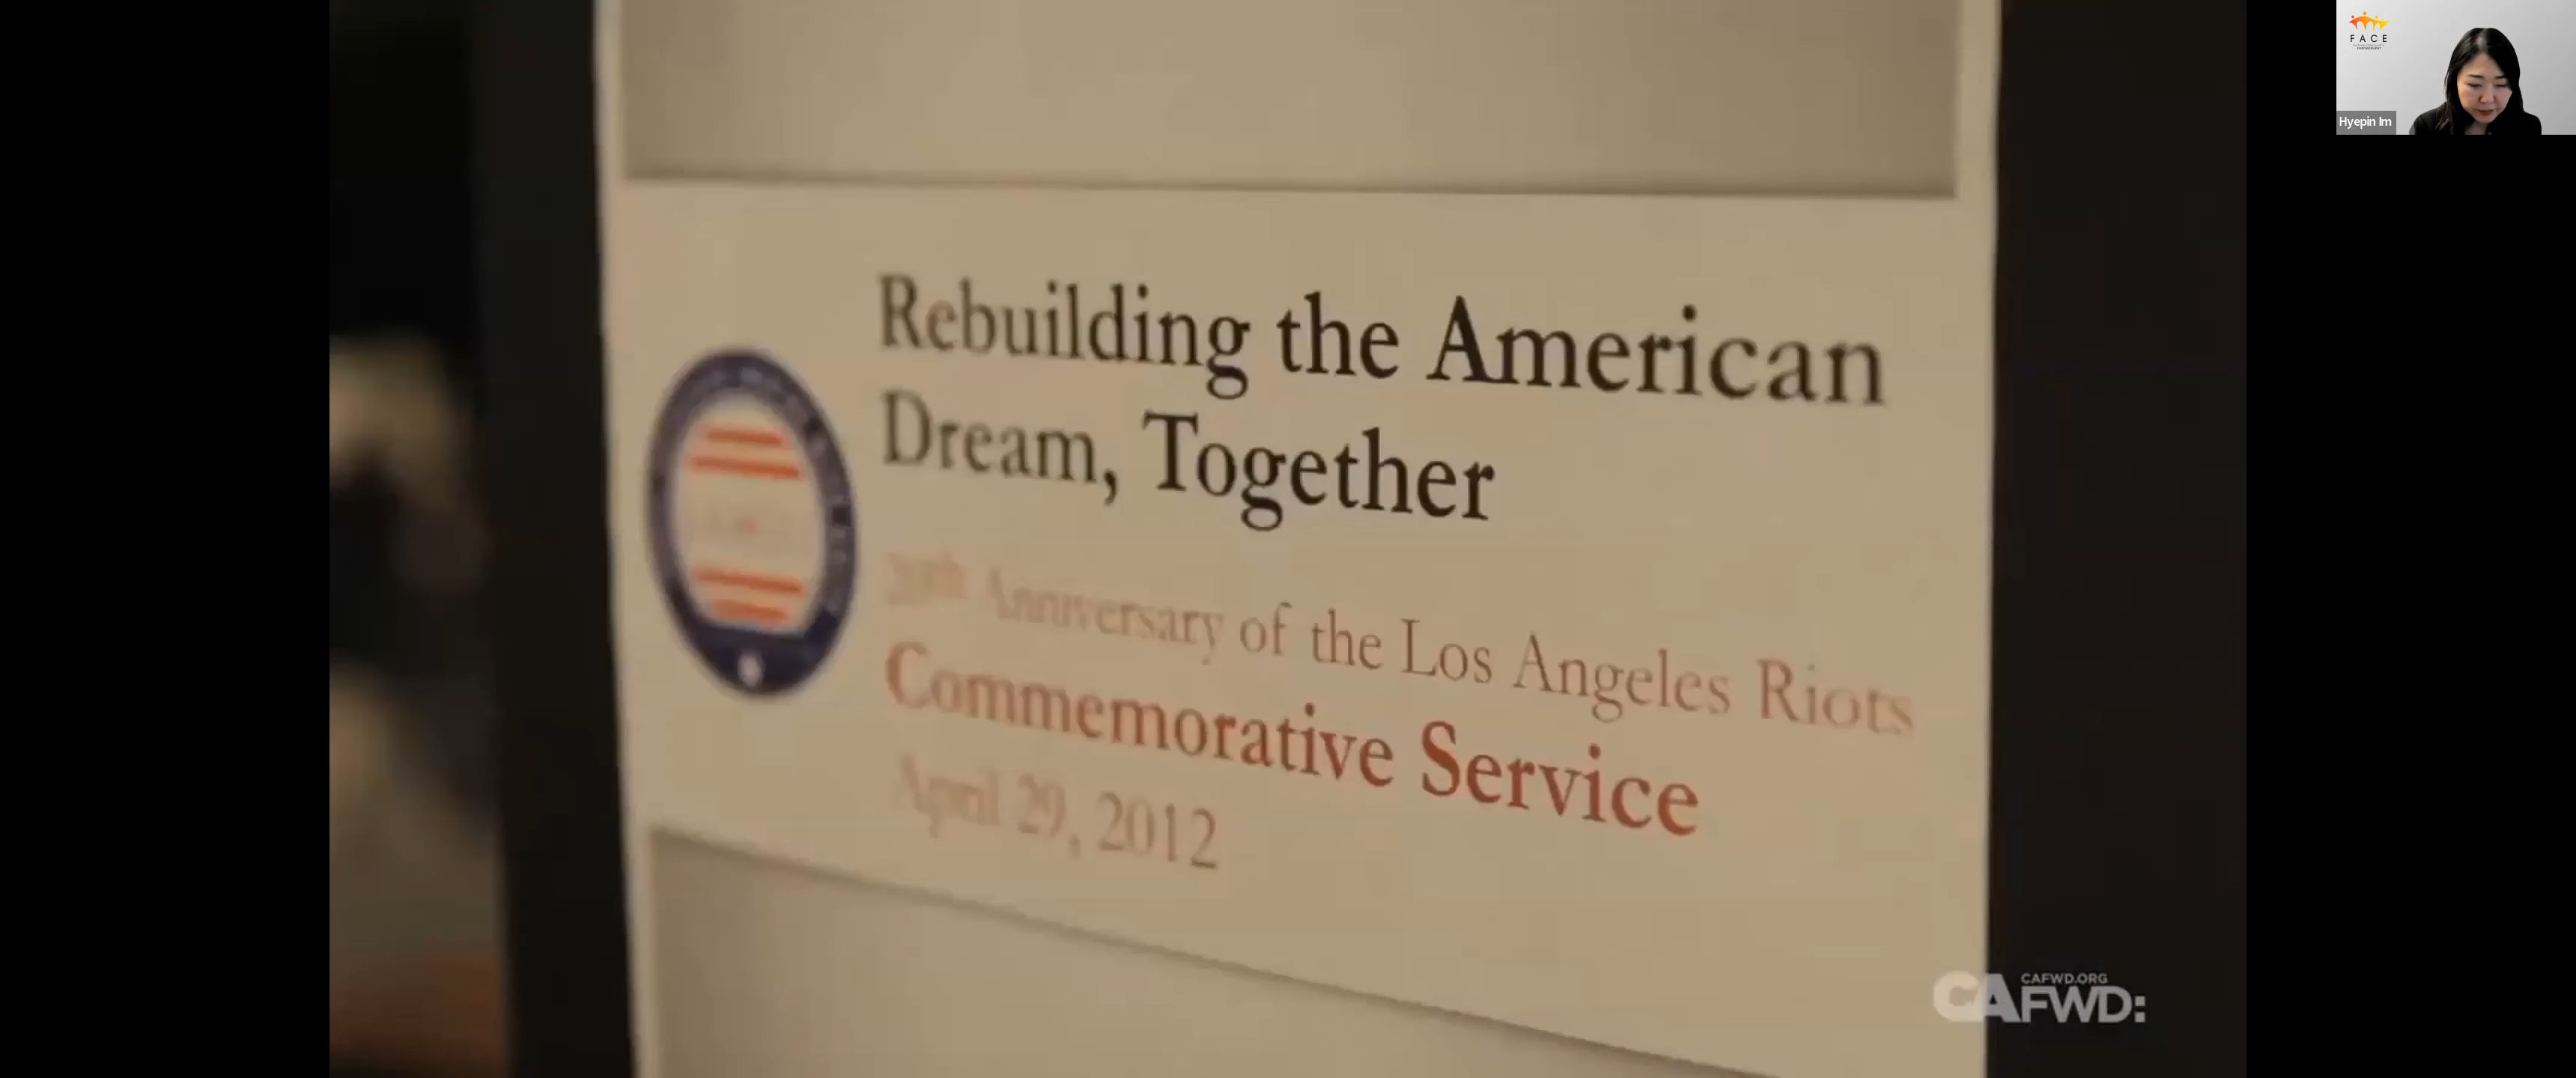 Rebuilding the American
Dream, Together
20th Anniversary of the Los Angeles Riots
Commemorative Service
April 29, 2012
CAFWD.ORG
CAFWD:
FACE
Hyepin Im